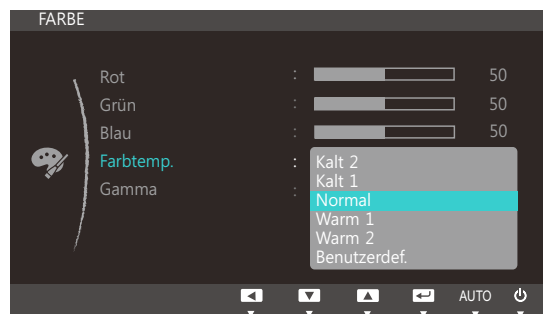 FARBE
Rot : 50
Grün : 50
Blau : 50
Farbtemp. : Kalt 2
Kalt 1
Gamma :
Normal
Warm 1
Warm 2
Benutzerdef.
AUTO